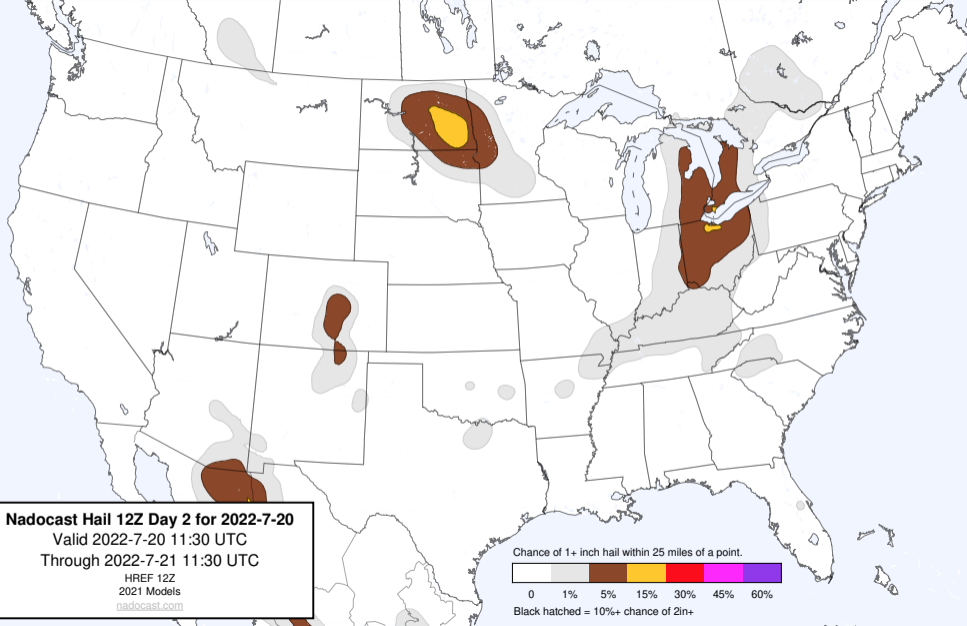 Nadocast Hail 12Z Day 2 for 2022-7-20
Valid 2022-7-20 11:30 UTC
Through 2022-7-21 11:30 UTC
HREF 12Z
2021 Models
nadocast.com
Chance of 1+ inch hail within 25 miles of a point.
0 1% 5% 15% 30% 45% 60%
Black hatched = 10%+ chance of 2in+